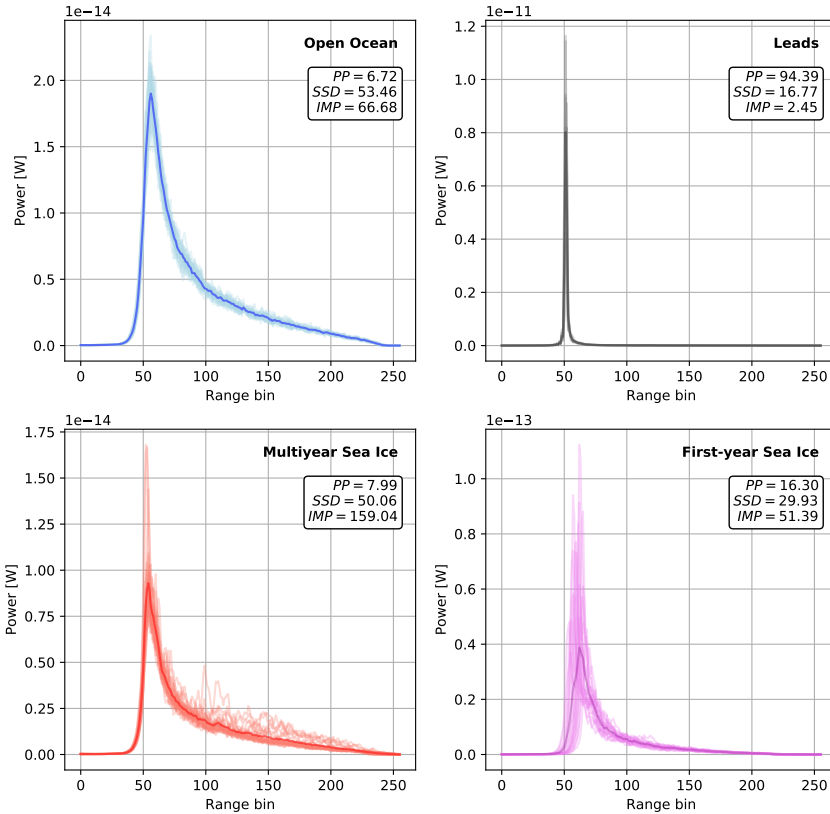 1e−14
Open Ocean
PP = 6.72
SSD = 53.46
IMP = 66.68
2.0
1.5
1.0
0.5
0.0
Power [W]
0 50 100 150 200 250
Range bin
1e−11
Leads
PP = 94.39
SSD = 16.77
IMP = 2.45
1.2
1.0
0.8
0.6
0.4
0.2
0.0
Power [W]
0 50 100 150 200 250
Range bin
1e−14
Multiyear Sea Ice
PP = 7.99
SSD = 50.06
IMP = 159.04
1.75
1.50
1.25
1.00
0.75
0.50
0.25
0.00
Power [W]
0 50 100 150 200 250
Range bin
1e−13
First-year Sea Ice
PP = 16.30
SSD = 29.93
IMP = 51.39
1.0
0.8
0.6
0.4
0.2
0.0
Power [W]
0 50 100 150 200 250
Range bin